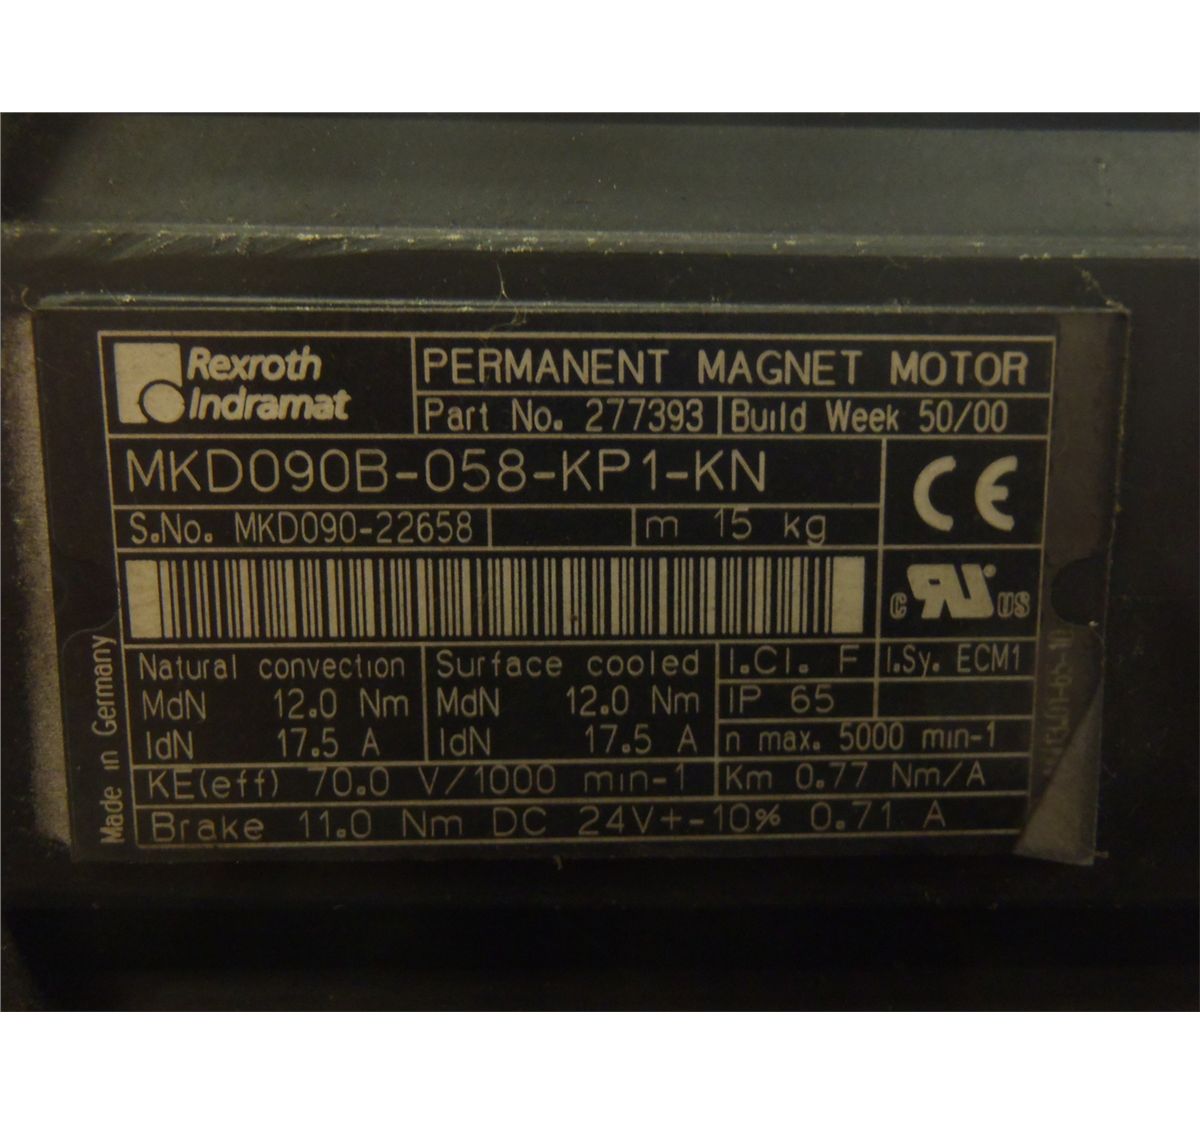 Rexroth
Indramat
PERMANENT MAGNET MOTOR
Part No. 277393 Build Week 50/00
MKD090B-058-KP1-KN
CE
S.No. MKD090-22658 m 15 kg
c RU US
Natural convection Surface cooled I.Cl. F I.Sy. ECM1
MdN 12.0 Nm MdN 12.0 Nm IP 65
IdN 17.5 A IdN 17.5 A n max. 5000 min-1
KE(eff) 70.0 V/1000 min-1 Km 0.77 Nm/A
Brake 11.0 Nm DC 24V+-10% 0.71 A
Made in Germany